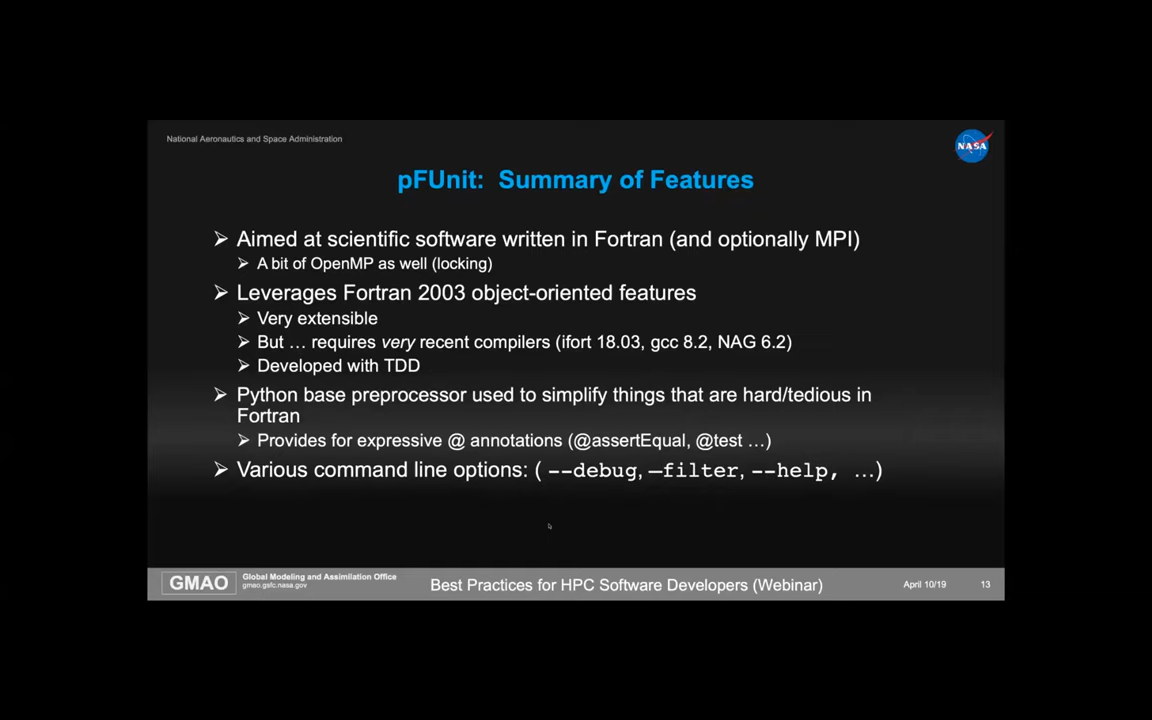 National Aeronautics and Space Administration
NASA
pFUnit: Summary of Features
➢ Aimed at scientific software written in Fortran (and optionally MPI)
➢ A bit of OpenMP as well (locking)
➢ Leverages Fortran 2003 object-oriented features
➢ Very extensible
➢ But … requires very recent compilers (ifort 18.03, gcc 8.2, NAG 6.2)
➢ Developed with TDD
➢ Python base preprocessor used to simplify things that are hard/tedious in
Fortran
➢ Provides for expressive @ annotations (@assertEqual, @test …)
➢ Various command line options: ( --debug, –filter, --help, …)
GMAO
Global Modeling and Assimilation Office
gmao.gsfc.nasa.gov
Best Practices for HPC Software Developers (Webinar)
April 10/19
13